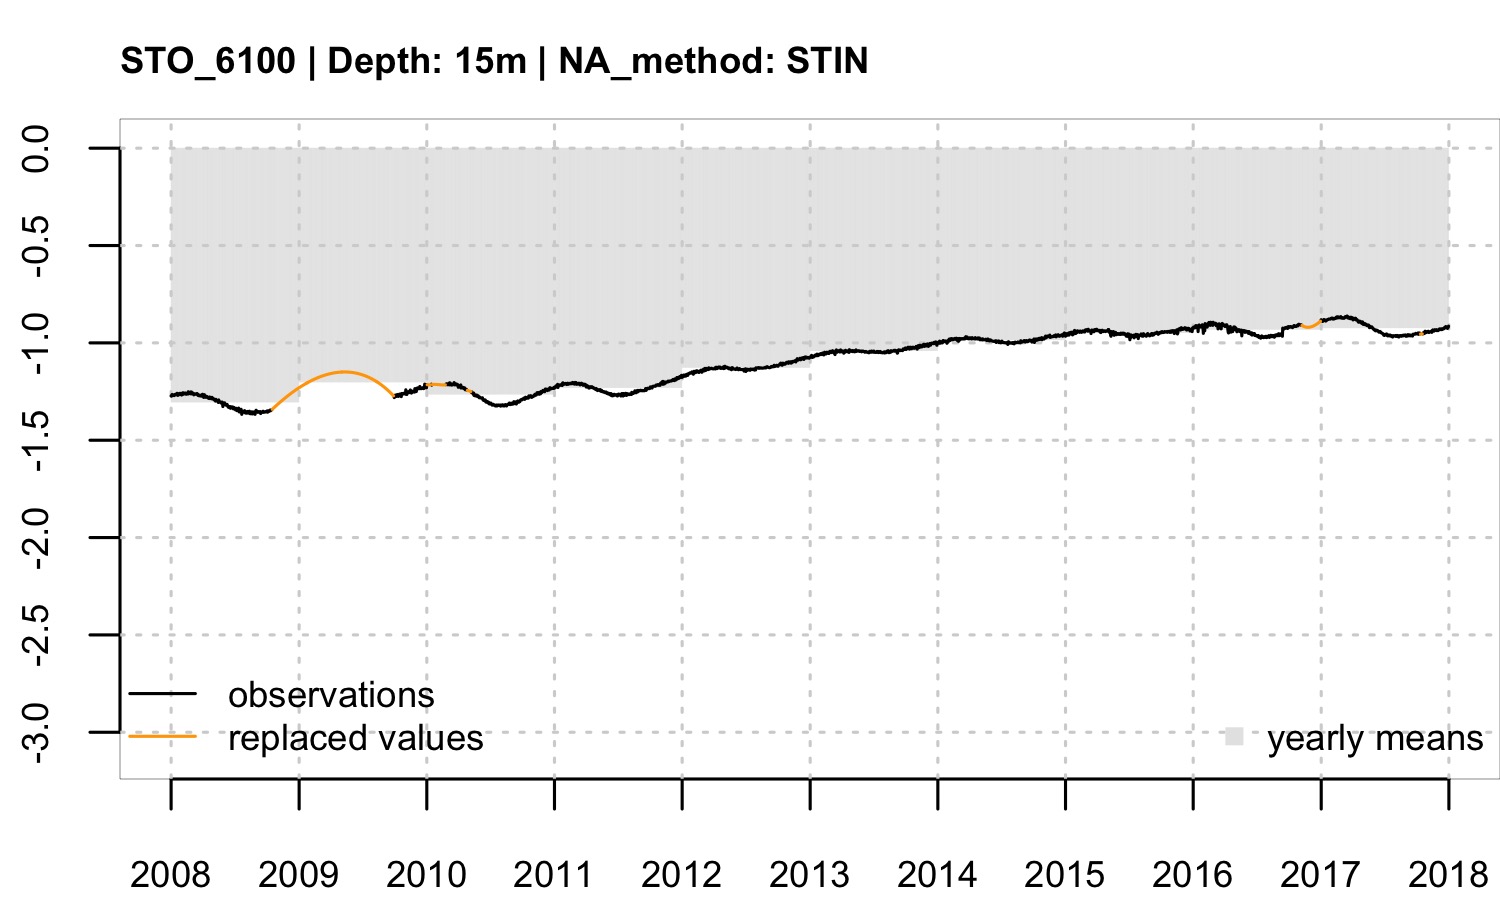 STO_6100 | Depth: 15m | NA_method: STIN
0.0
-0.5
-1.0
-1.5
-2.0
-2.5
-3.0
observations
replaced values
yearly means
2008 2009 2010 2011 2012 2013 2014 2015 2016 2017 2018